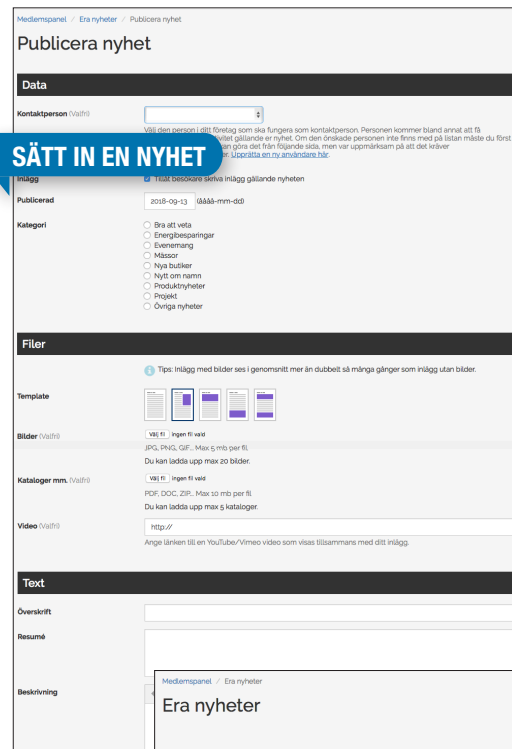 Medlemspanel / Era nyheter / Publicera nyhet
Publicera nyhet
Data
Kontaktperson (Valfri)
Välj den person i ditt företag som ska fungera som kontaktperson. Personen kommer bland annat att få
tivitet gällande er nyhet. Om den önskade personen inte finns med på listan måste du först
an göra det från följande sida, men var uppmärksam på att det kräver
er. Upprätta en ny användare här.
SÄTT IN EN NYHET
Inlägg
Tillåt besökare skriva inlägg gällande nyheten
Publicerad
2018-09-13 (åååå-mm-dd)
Kategori
Bra att veta
Energibesparingar
Evenemang
Mässor
Nya butiker
Nytt om namn
Produktnyheter
Projekt
Övriga nyheter
Filer
Tips: Inlägg med bilder ses i genomsnitt mer än dubbelt så många gånger som inlägg utan bilder.
Template
Bilder (Valfri)
Välj fil Ingen fil vald
JPG, PNG, GIF... Max 5 mb per fil.
Du kan ladda upp max 20 bilder.
Kataloger mm. (Valfri)
Välj fil Ingen fil vald
PDF, DOC, ZIP... Max 10 mb per fil
Du kan ladda upp max 5 kataloger.
Video (Valfri)
http://
Ange länken till en YouTube/Vimeo video som visas tillsammans med ditt inlägg.
Text
Överskrift
Resumé
Beskrivning
Medlemspanel / Era nyheter
Era nyheter